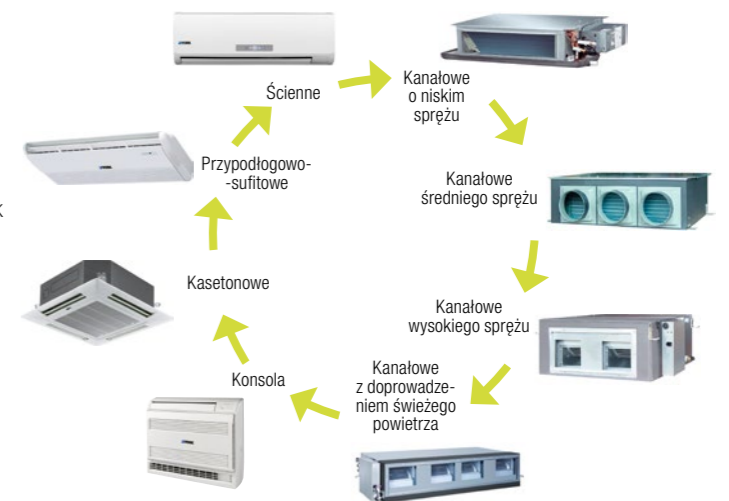 Ścienne
Kanałowe
o niskim
sprężu
Kanałowe
średniego sprężu
Kanałowe
wysokiego sprężu
Kanałowe
z doprowadze-
niem świeżego
powietrza
Konsola
Kasetonowe
Przypodłogowo-
-sufitowe
K